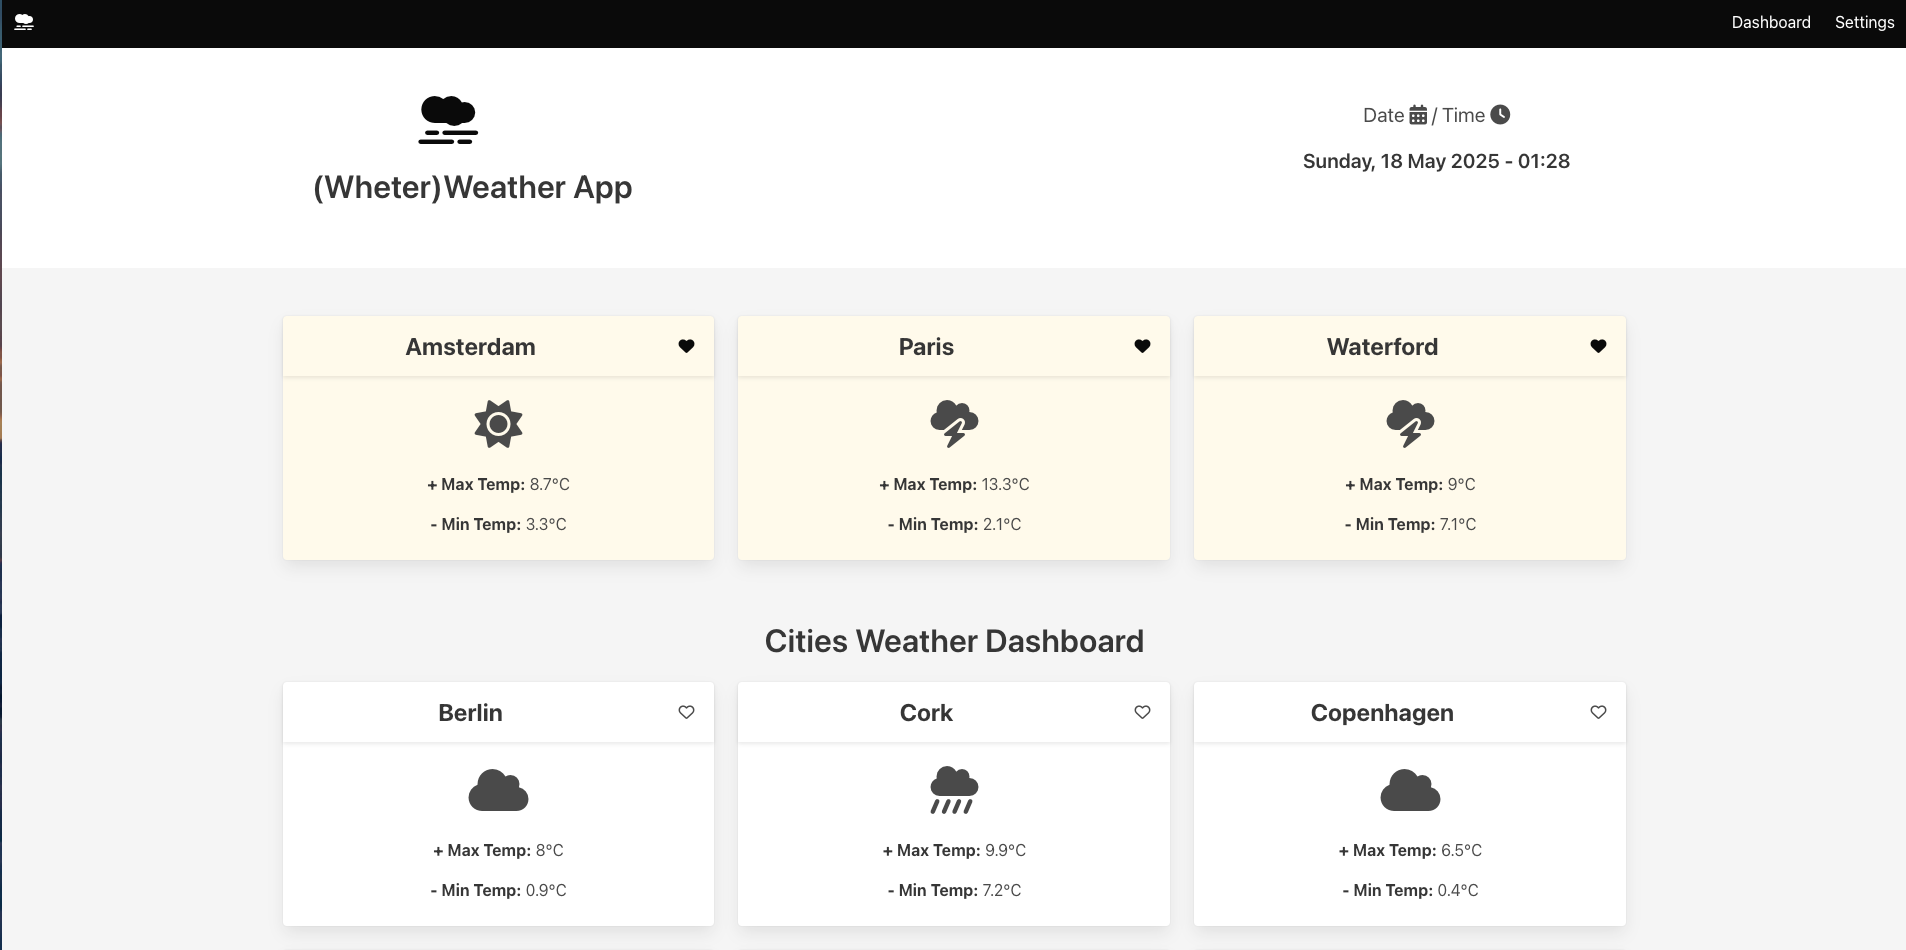 Dashboard Settings
Date / Time
Sunday, 18 May 2025 - 01:28
(Wheter)Weather App
Amsterdam
+ Max Temp: 8.7°C
- Min Temp: 3.3°C
Paris
+ Max Temp: 13.3°C
- Min Temp: 2.1°C
Waterford
+ Max Temp: 9°C
- Min Temp: 7.1°C
Cities Weather Dashboard
Berlin
+ Max Temp: 8°C
- Min Temp: 0.9°C
Cork
+ Max Temp: 9.9°C
- Min Temp: 7.2°C
Copenhagen
+ Max Temp: 6.5°C
- Min Temp: 0.4°C